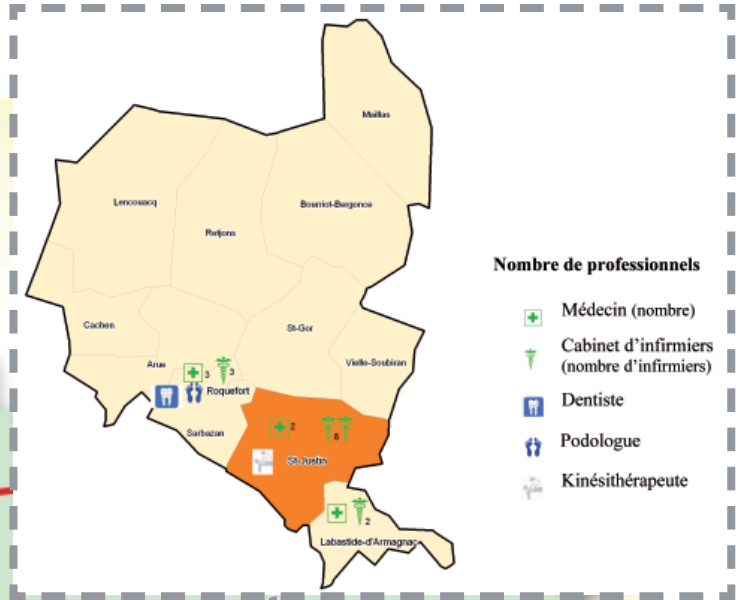 Maillas
Lencouacq
Bourriot-Bergonce
Retjons
Cachen
St-Gor
Arue
Vielle-Soubiran
3
3
Roquefort
Sarbazan
2
8
St-Justin
2
Labastide-d'Armagnac
Nombre de professionnels
Médecin (nombre)
Cabinet d'infirmiers
(nombre d'infirmiers)
Dentiste
Podologue
Kinésithérapeute